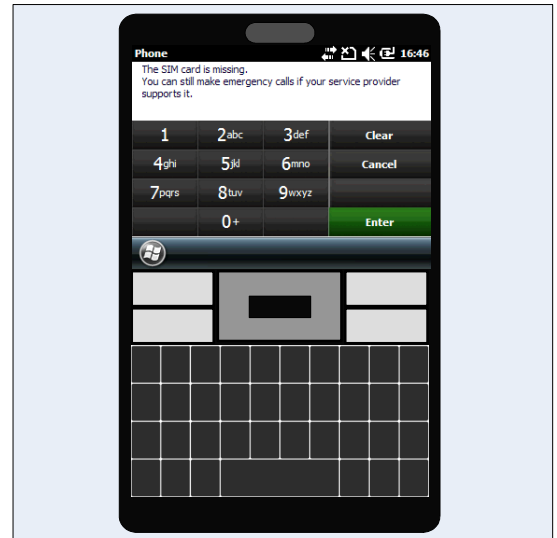 Phone 16:46
The SIM card is missing.
You can still make emergency calls if your service provider
supports it.
1 2abc 3def Clear
4ghi 5jkl 6mno Cancel
7pqrs 8tuv 9wxyz
0+ Enter